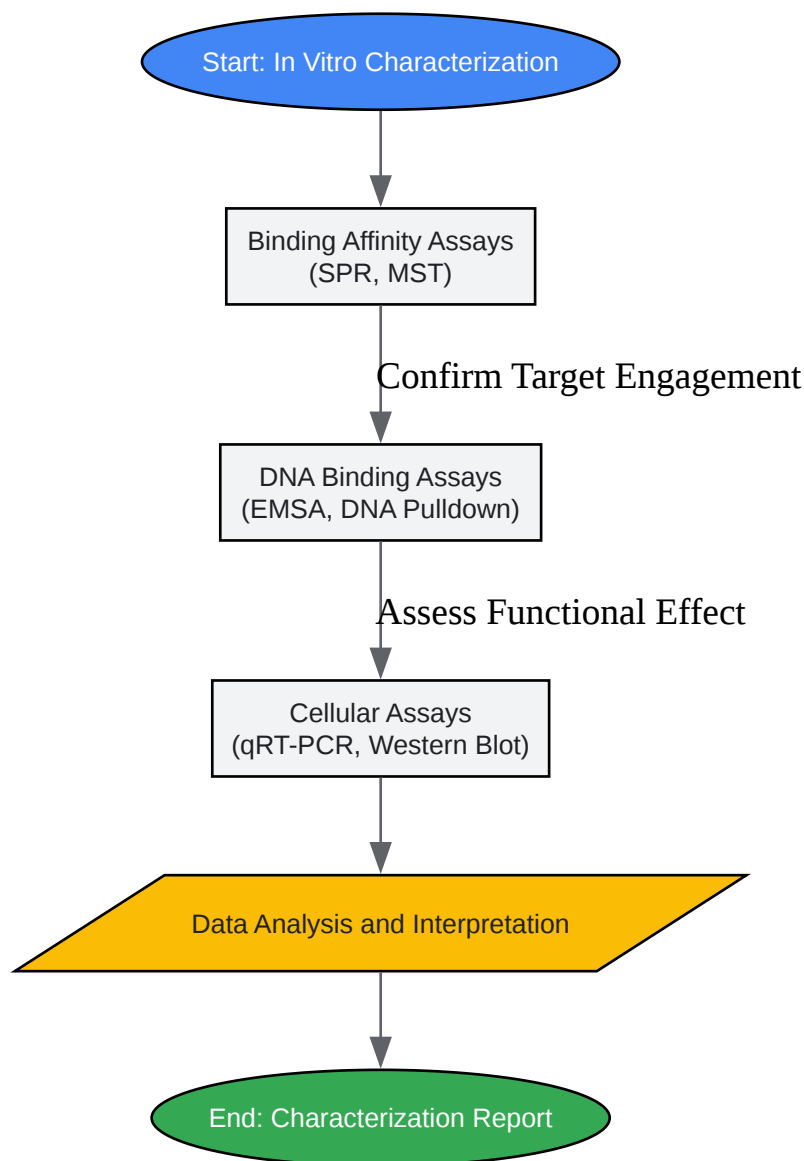 Start: In Vitro Characterization
Binding Affinity Assays
(SPR, MST)
Confirm Target Engagement
DNA Binding Assays
(EMSA, DNA Pulldown)
Assess Functional Effect
Cellular Assays
(qRT-PCR, Western Blot)
Data Analysis and Interpretation
End: Characterization Report